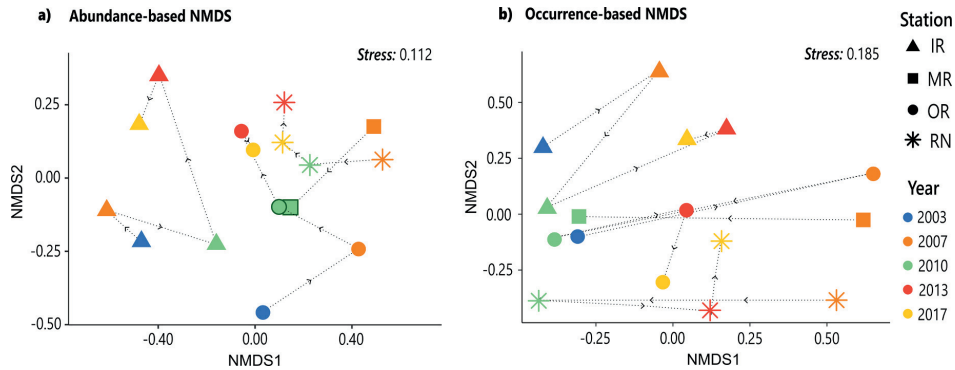 a) Abundance-based NMDS
Stress: 0.112
0.25
0.00
-0.25
-0.50
NMDS2
-0.40
0.00
0.40
NMDS1
b) Occurrence-based NMDS
Stress: 0.185
0.50
0.25
0.00
-0.25
NMDS2
-0.25
0.00
0.25
0.50
NMDS1
Station
IR
MR
OR
RN
Year
2003
2007
2010
2013
2017